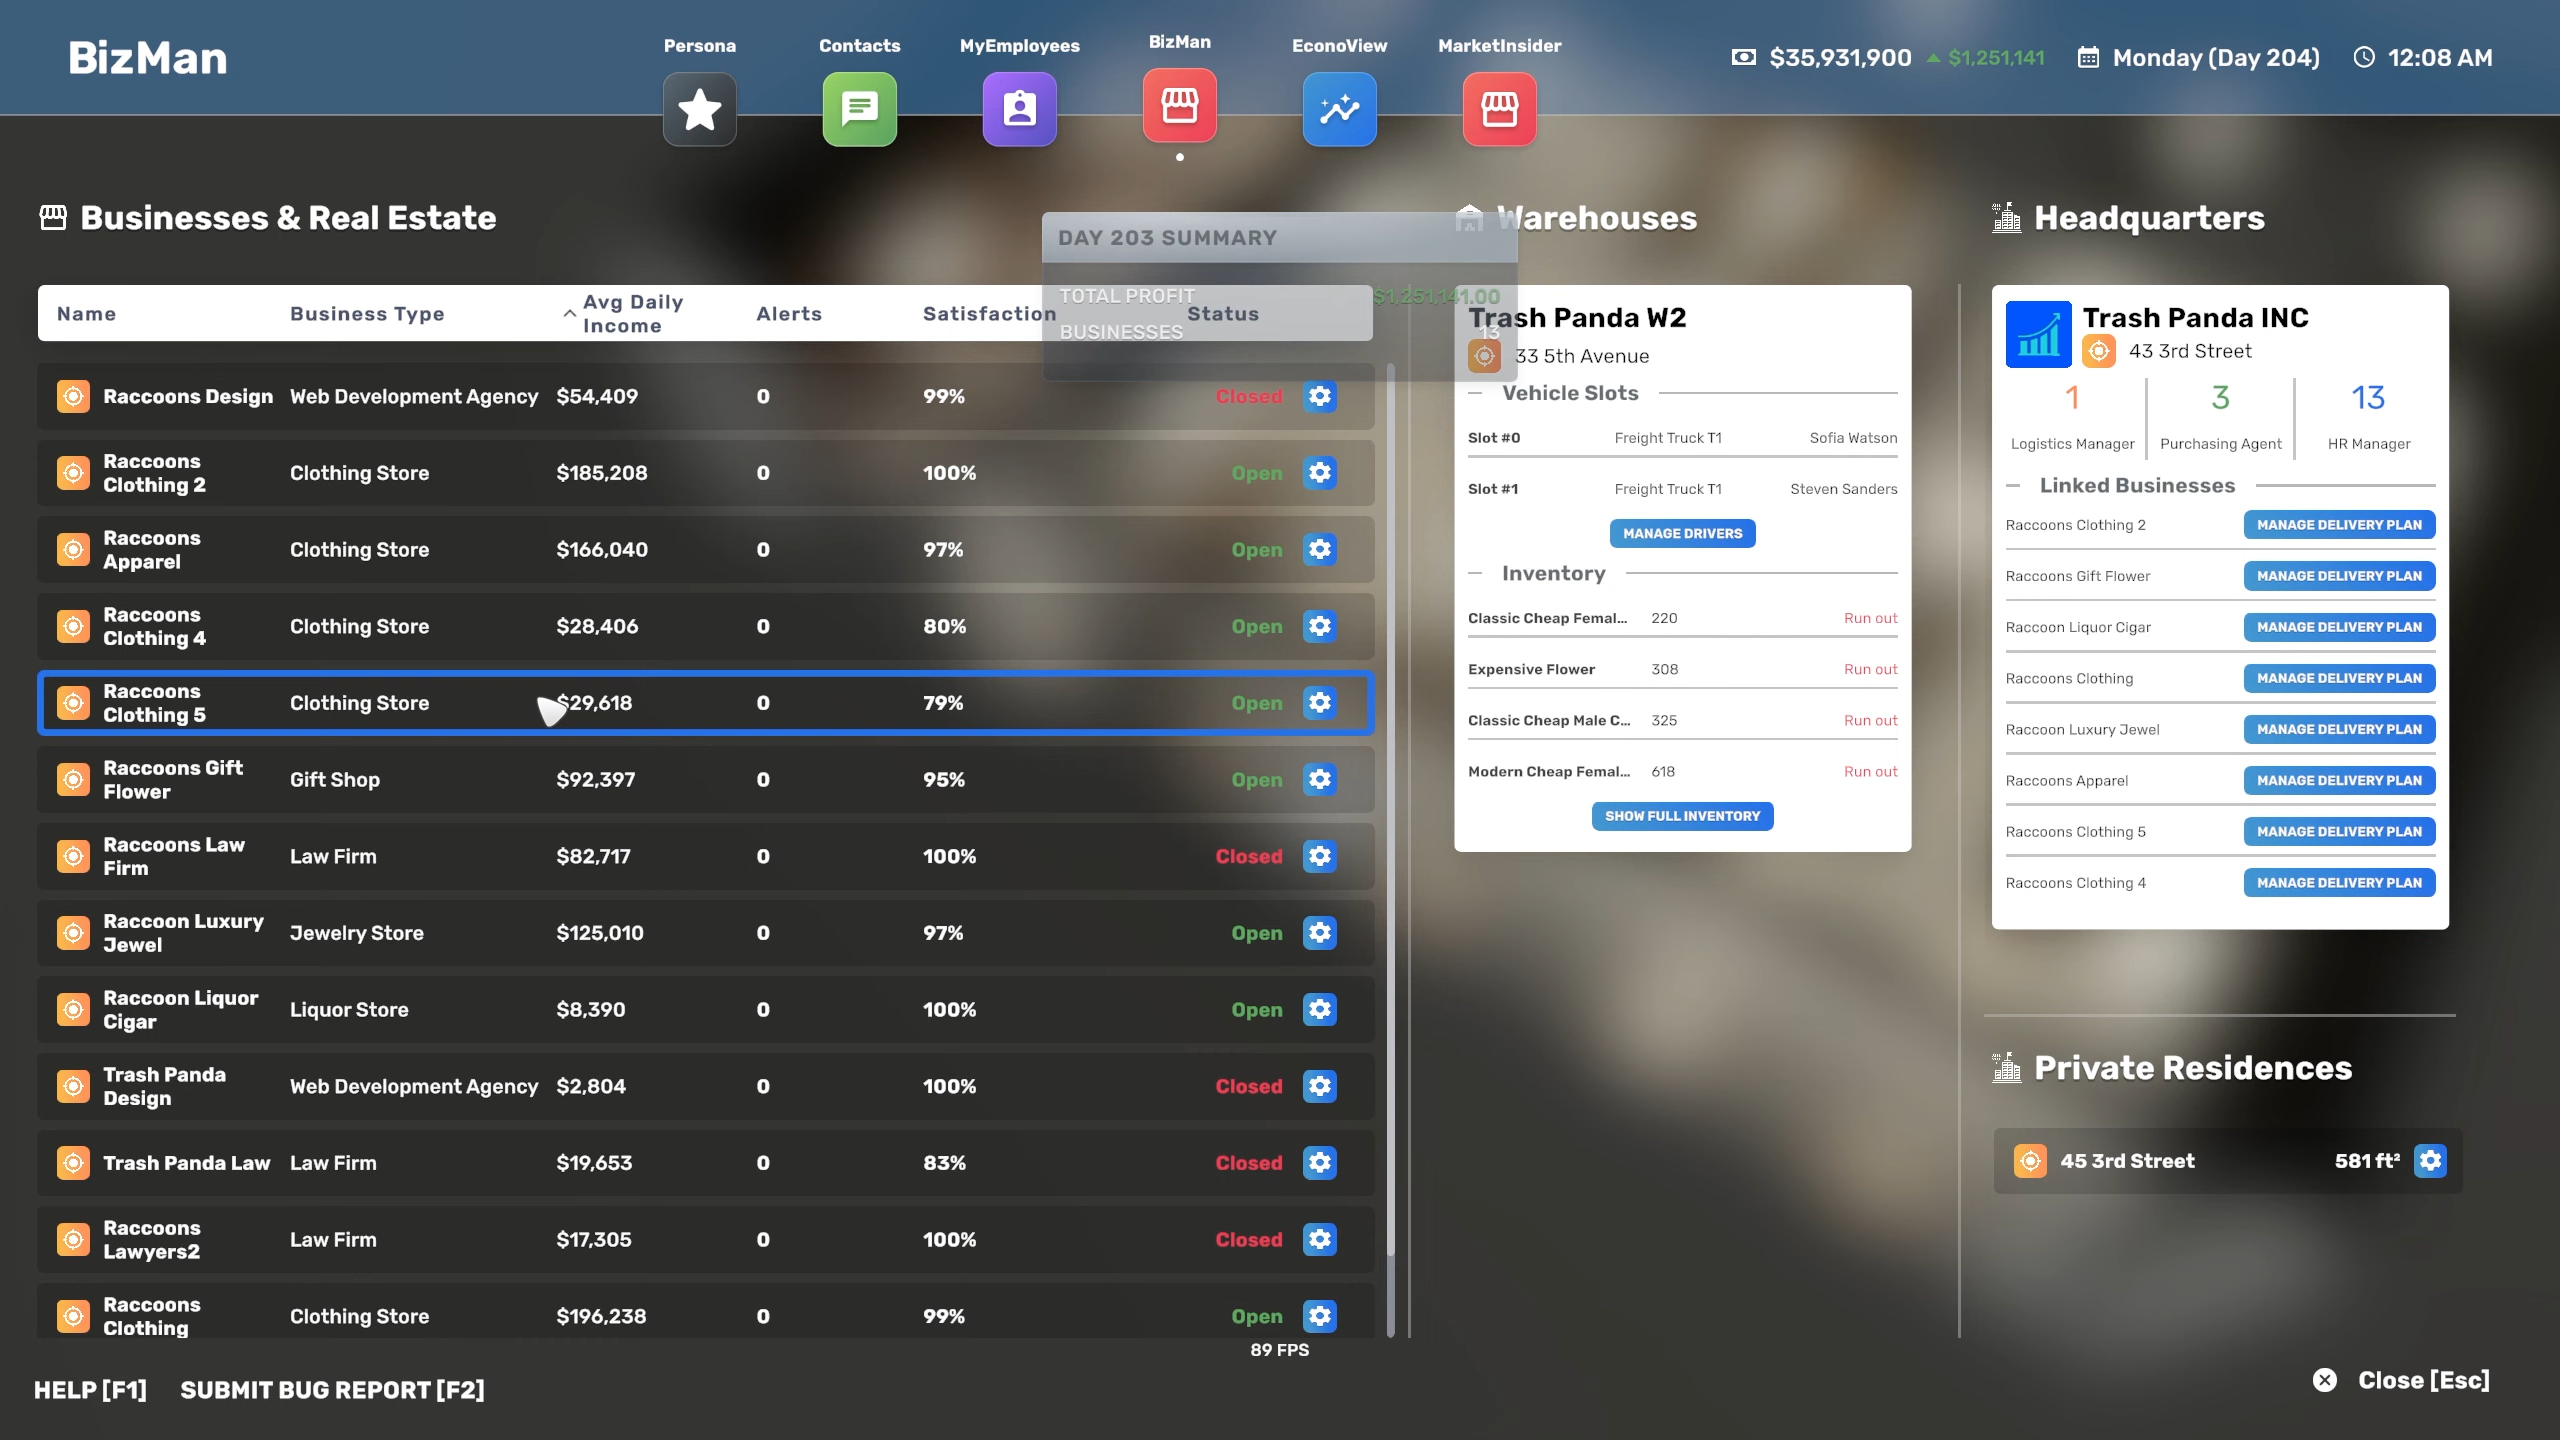 BizMan
Persona
Contacts
MyEmployees
BizMan
EconoView
MarketInsider
$35,931,900
$1,251,141
Monday (Day 204)
12:08 AM
Businesses & Real Estate
Name
Business Type
Avg Daily
Income
Alerts
Satisfaction
Status
DAY 203 SUMMARY
TOTAL PROFIT
$1,251,141.00
BUSINESSES
13
Raccoons Design
Web Development Agency
$54,409
0
99%
Closed
Raccoons
Clothing 2
Clothing Store
$185,208
0
100%
Open
Raccoons
Apparel
Clothing Store
$166,040
0
97%
Open
Raccoons
Clothing 4
Clothing Store
$28,406
0
80%
Open
Raccoons
Clothing 5
Clothing Store
$29,618
0
79%
Open
Raccoons Gift
Flower
Gift Shop
$92,397
0
95%
Open
Raccoons Law
Firm
Law Firm
$82,717
0
100%
Closed
Raccoon Luxury
Jewel
Jewelry Store
$125,010
0
97%
Open
Raccoon Liquor
Cigar
Liquor Store
$8,390
0
100%
Open
Trash Panda
Design
Web Development Agency
$2,804
0
100%
Closed
Trash Panda Law
Law Firm
$19,653
0
83%
Closed
Raccoons
Lawyers2
Law Firm
$17,305
0
100%
Closed
Raccoons
Clothing
Clothing Store
$196,238
0
99%
Open
Warehouses
Trash Panda W2
33 5th Avenue
Vehicle Slots
Slot #0
Freight Truck T1
Sofia Watson
Slot #1
Freight Truck T1
Steven Sanders
MANAGE DRIVERS
Inventory
Classic Cheap Femal...
220
Run out
Expensive Flower
308
Run out
Classic Cheap Male C...
325
Run out
Modern Cheap Femal...
618
Run out
SHOW FULL INVENTORY
Headquarters
Trash Panda INC
43 3rd Street
1
3
13
Logistics Manager
Purchasing Agent
HR Manager
Linked Businesses
Raccoons Clothing 2
MANAGE DELIVERY PLAN
Raccoons Gift Flower
MANAGE DELIVERY PLAN
Raccoon Liquor Cigar
MANAGE DELIVERY PLAN
Raccoons Clothing
MANAGE DELIVERY PLAN
Raccoon Luxury Jewel
MANAGE DELIVERY PLAN
Raccoons Apparel
MANAGE DELIVERY PLAN
Raccoons Clothing 5
MANAGE DELIVERY PLAN
Raccoons Clothing 4
MANAGE DELIVERY PLAN
Private Residences
45 3rd Street
581 ft²
89 FPS
HELP [F1]
SUBMIT BUG REPORT [F2]
Close [Esc]